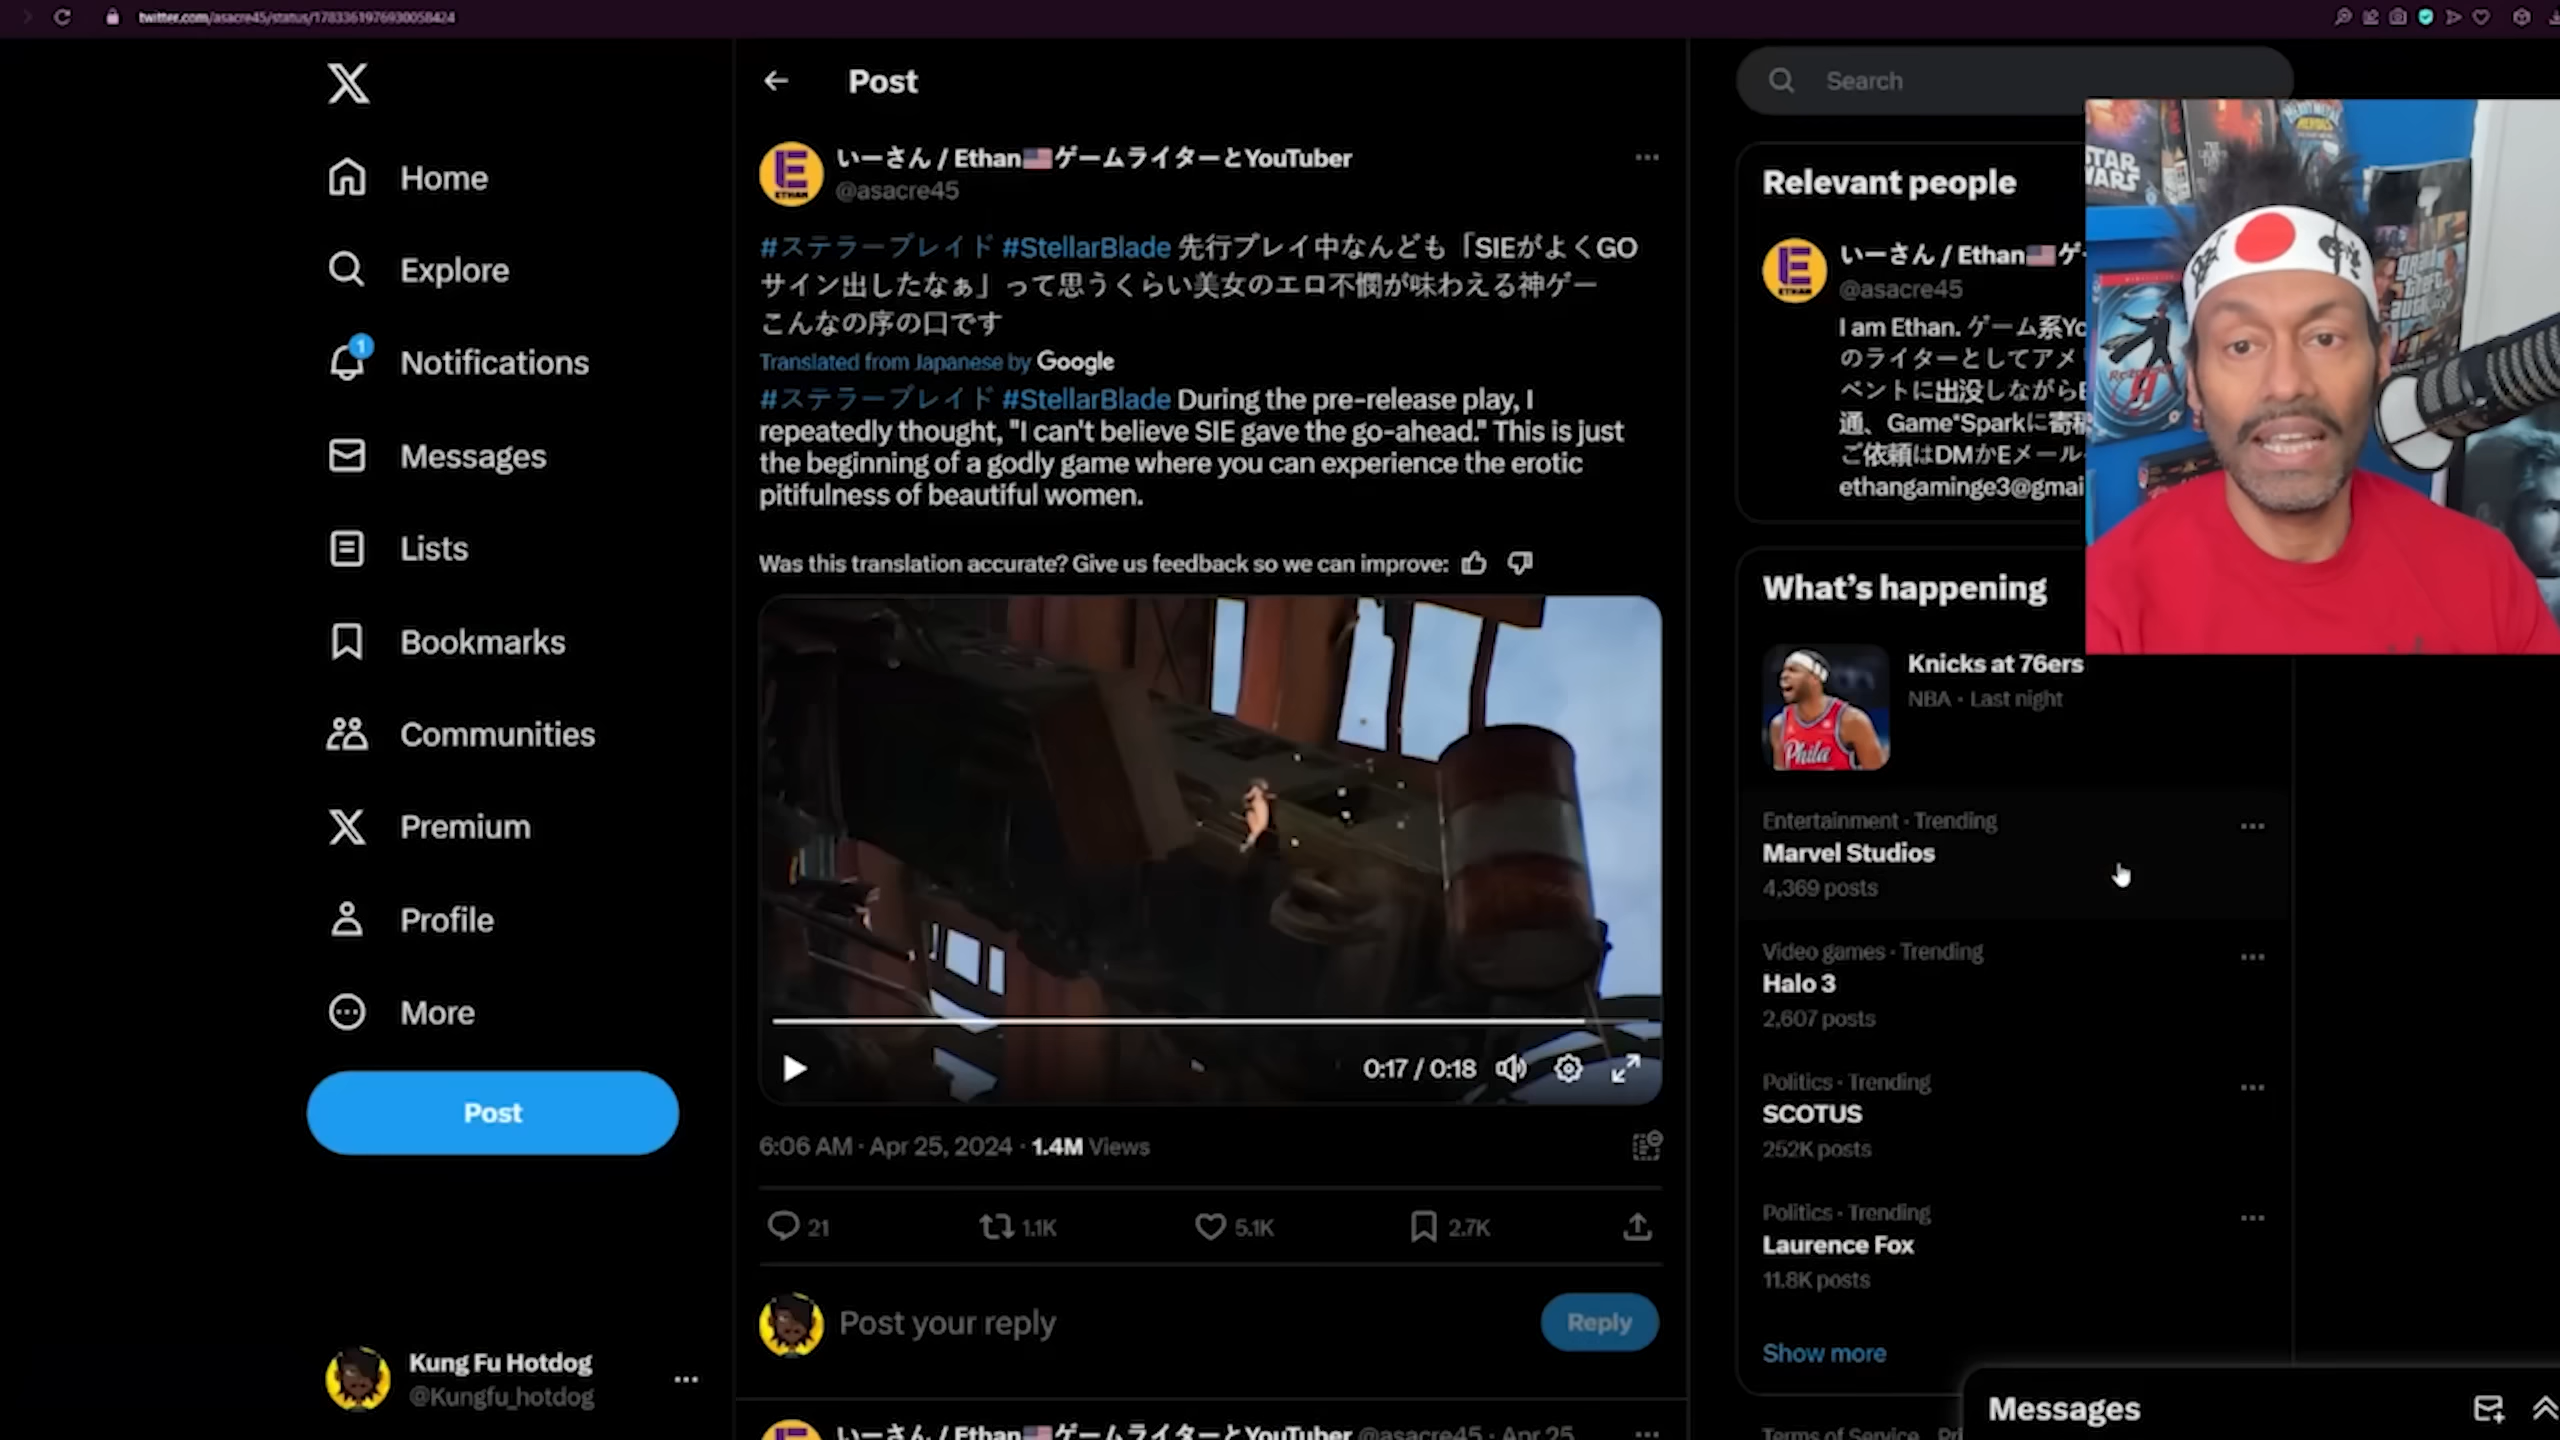 twitter.com/asacre45/status/1783361976930058424
Home
Explore
1
Notifications
Messages
Lists
Bookmarks
Communities
Premium
Profile
More
Post
Kung Fu Hotdog
@Kungfu_hotdog
Post
いーさん / Ethan🇺🇸ゲームライターとYouTuber
@asacre45
#ステラーブレイド #StellarBlade 先行プレイ中なんども「SIEがよくGO
サイン出したなぁ」って思うくらい美女のエロ不憫が味わえる神ゲー
こんなの序の口です
Translated from Japanese by Google
#ステラーブレイド #StellarBlade During the pre-release play, I
repeatedly thought, "I can't believe SIE gave the go-ahead." This is just
the beginning of a godly game where you can experience the erotic
pitifulness of beautiful women.
Was this translation accurate? Give us feedback so we can improve:
0:17 / 0:18
6:06 AM · Apr 25, 2024 · 1.4M Views
21
1.1K
5.1K
2.7K
Post your reply
Reply
いーさん / Ethan🇺🇸ゲームライターとYouTuber @asacre45 · Apr 25
Search
Relevant people
E
ETHAN
いーさん / Ethan🇺🇸ゲー
@asacre45
I am Ethan. ゲーム系Yo
のライターとしてアメ
ベントに出没しながら
通、Game*Sparkに寄稿
ご依頼はDMかEメール
ethangaminge3@gmai
STAR
WARS
grand
theft
auto
What's happening
Knicks at 76ers
NBA · Last night
Phila
Entertainment · Trending
Marvel Studios
4,369 posts
Video games · Trending
Halo 3
2,607 posts
Politics · Trending
SCOTUS
252K posts
Politics · Trending
Laurence Fox
11.8K posts
Show more
Messages
Terms of Service